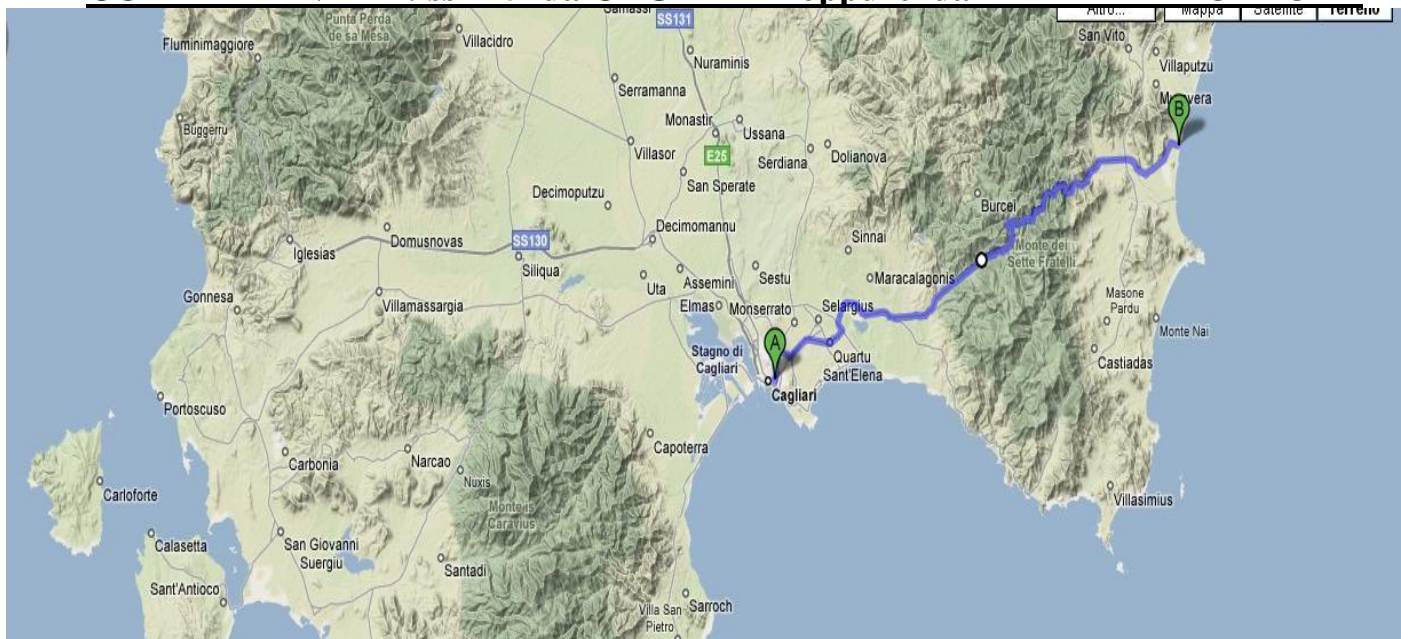 Altro...
Mappa
Satellite
Terreno
Punta Perda
de sa Mesa
Fluminimaggiore
Villacidro
SS131
Nuraminis
San Vito
Villaputzu
Serramanna
Buggerru
Monastir
Ussana
B
Villasor
E25
Serdiana
Dolianova
San Sperate
Decimoputzu
Burcei
Decimomannu
Iglesias
Domusnovas
SS130
Sinnai
Monte dei
Sette Fratelli
Siliqua
Uta
Assemini
Sestu
Maracalagonis
Gonnesa
Villamassargia
Elmas
Monserrato
Selargius
Masone
Pardu
Monte Nai
A
Stagno di
Cagliari
Quartu
Sant'Elena
Castiadas
Cagliari
Portoscuso
Capoterra
Carbonia
Narcao
Nuxis
Carloforte
Villasimius
Monte is
Caravius
Calasetta
San Giovanni
Suergiu
Santadi
Sant'Antioco
Villa San
Pietro
Sarroch